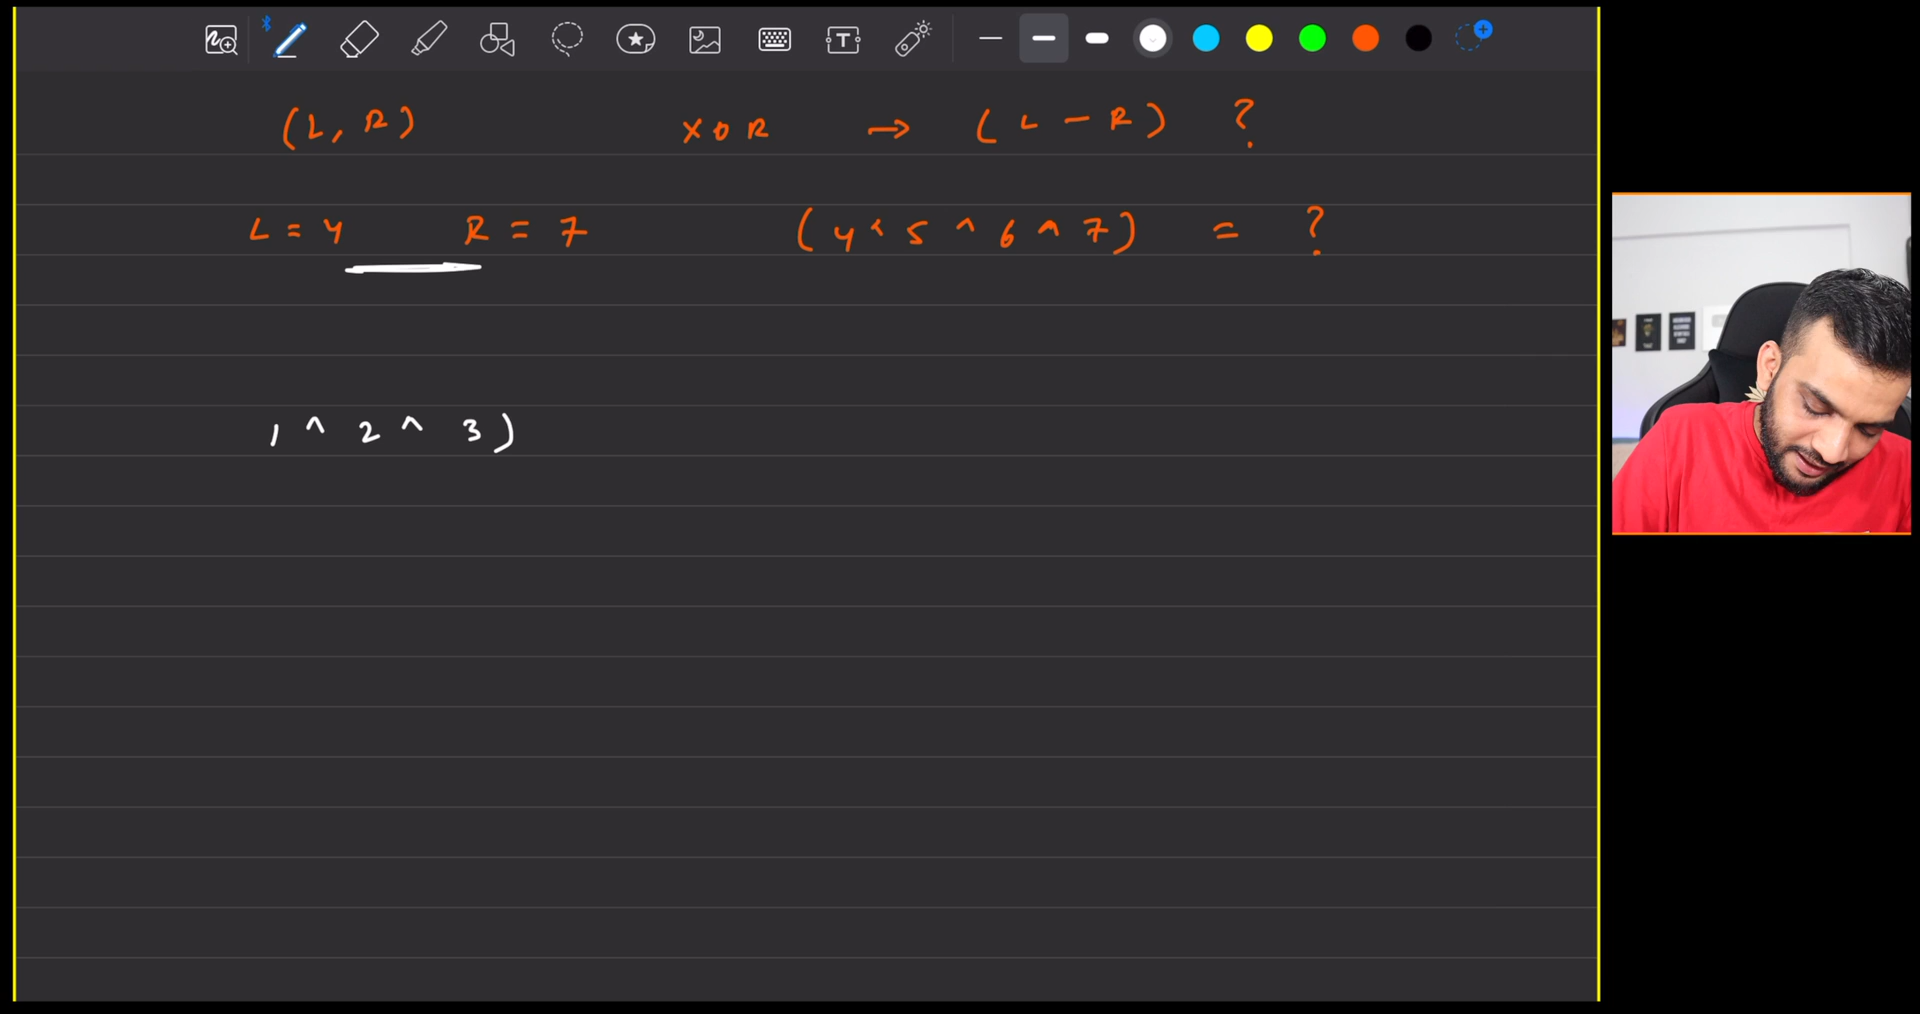 (L, R) XOR → (L - R) ?
L = 4 R = 7 (4 ^ 5 ^ 6 ^ 7) = ?
1 ^ 2 ^ 3)